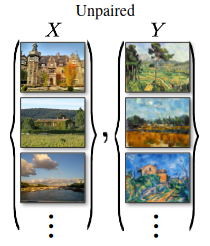 Unpaired
X Y
{ ⋮ } , { ⋮ }